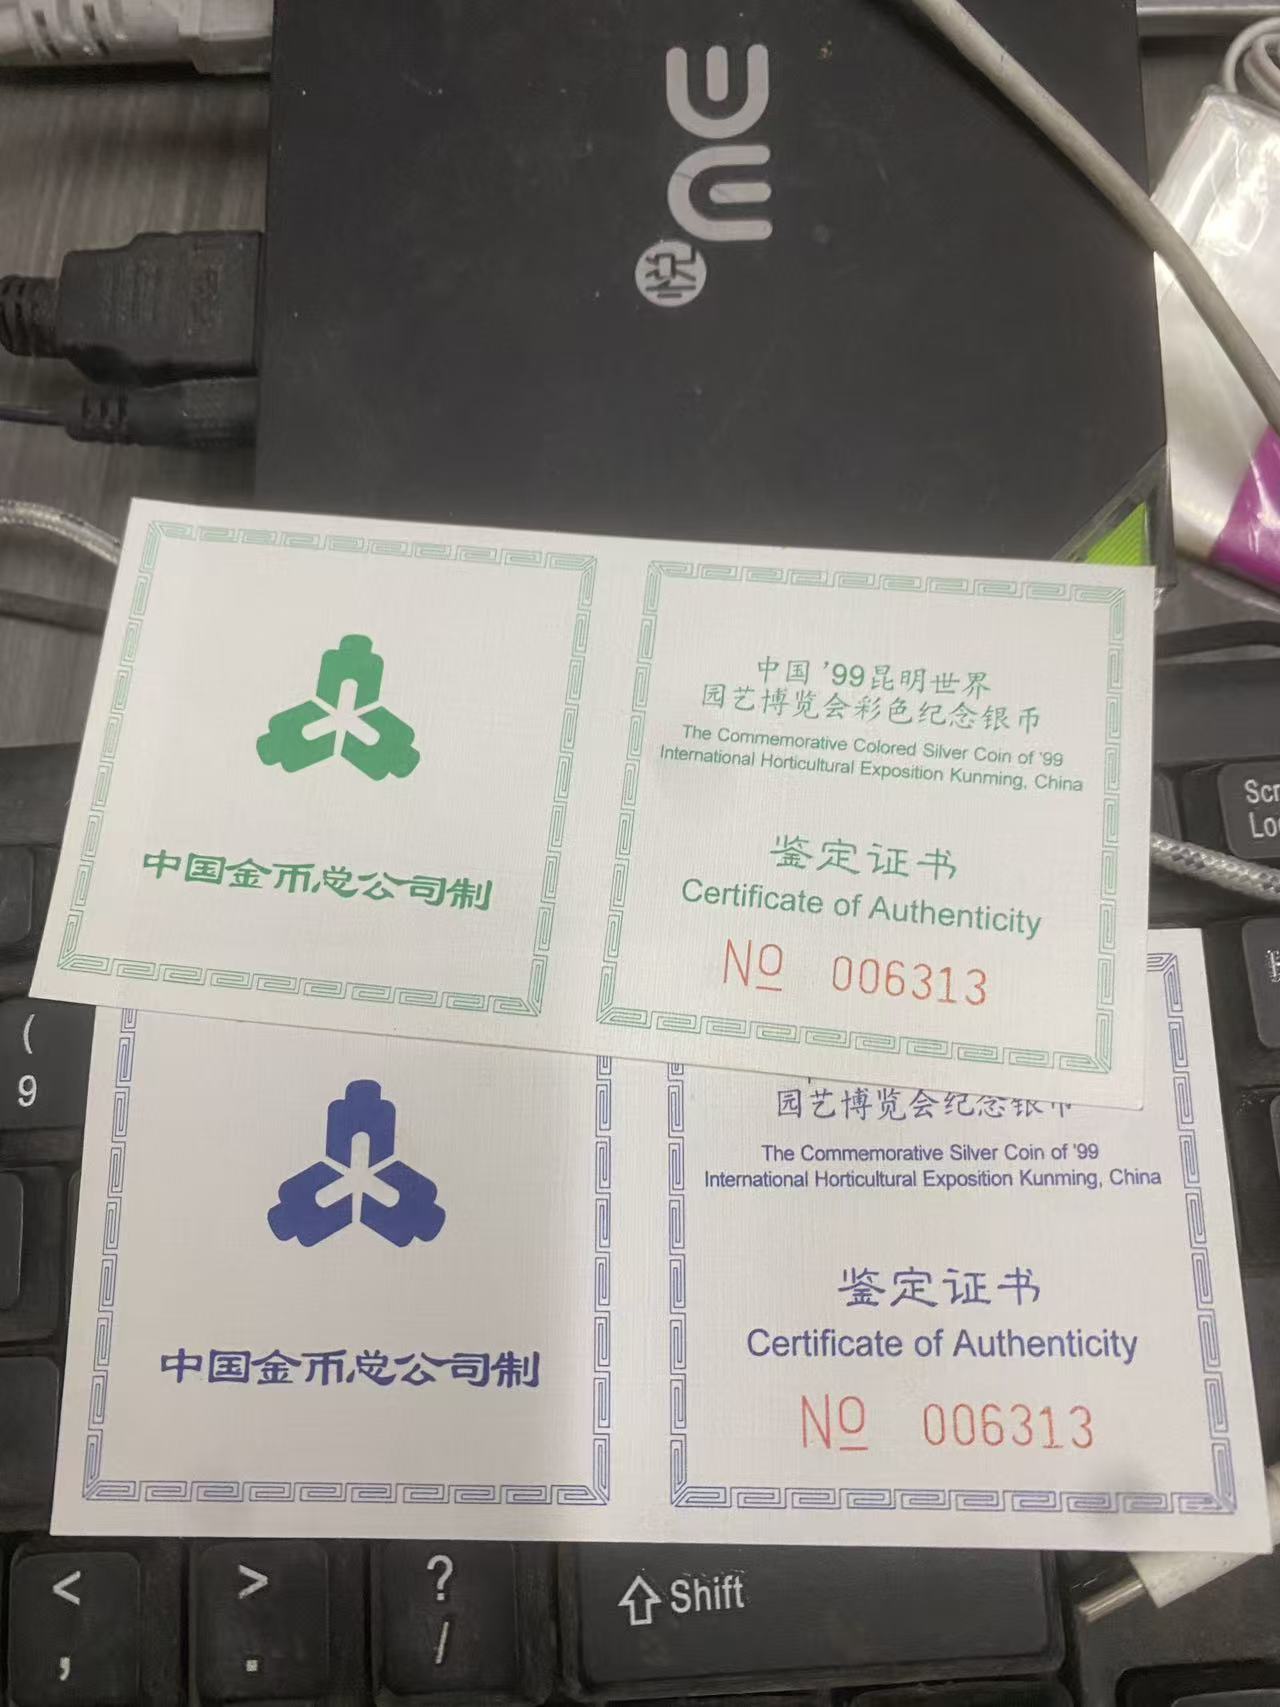 中国金币总公司制
中国 '99昆明世界
园艺博览会彩色纪念银币
The Commemorative Colored Silver Coin of '99
International Horticultural Exposition Kunming, China
鉴定证书
Certificate of Authenticity
No 006313
中国金币总公司制
园艺博览会纪念银币
The Commemorative Silver Coin of '99
International Horticultural Exposition Kunming, China
鉴定证书
Certificate of Authenticity
No 006313
(
9
<
,
>
.
?
/
Shift